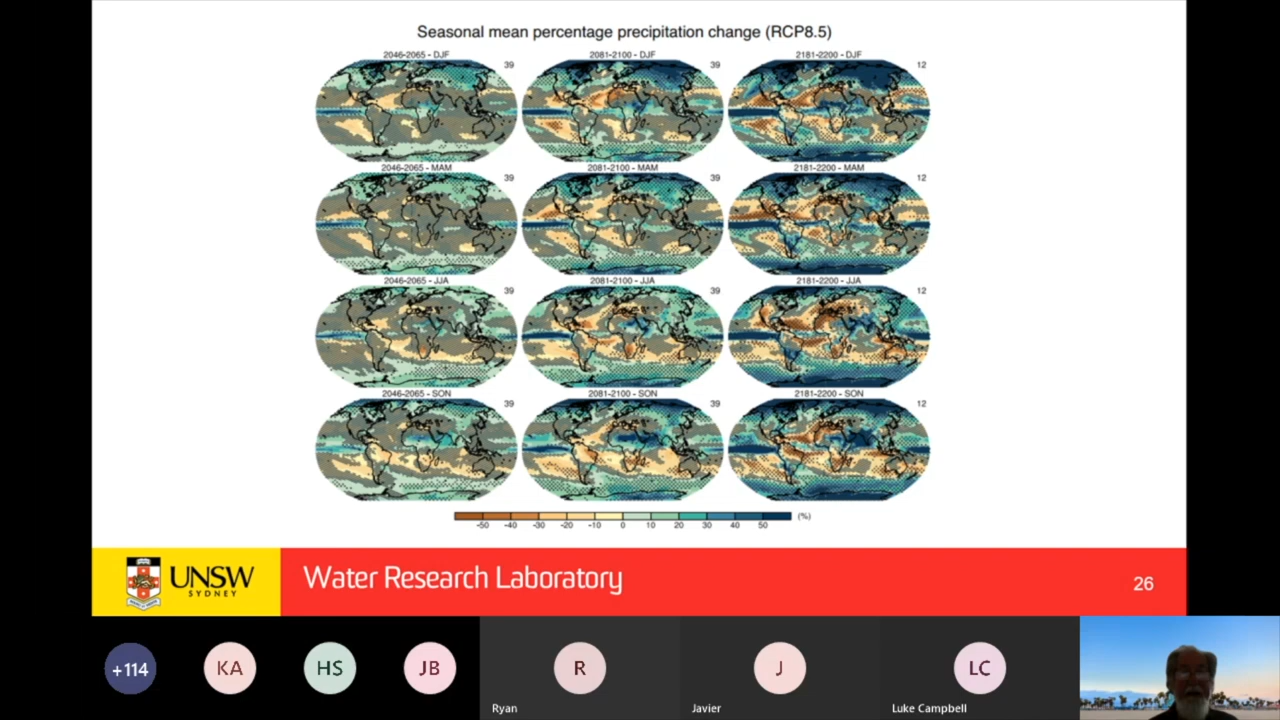 Seasonal mean percentage precipitation change (RCP8.5)
2046-2065 - DJF
39
2081-2100 - DJF
39
2181-2200 - DJF
12
2046-2065 - MAM
39
2081-2100 - MAM
39
2181-2200 - MAM
12
2046-2065 - JJA
39
2081-2100 - JJA
39
2181-2200 - JJA
12
2046-2065 - SON
39
2081-2100 - SON
39
2181-2200 - SON
12
-50 -40 -30 -20 -10 0 10 20 30 40 50 (%)
UNSW
SYDNEY
Water Research Laboratory
26
+114
KA
HS
JB
R
J
LC
Ryan
Javier
Luke Campbell